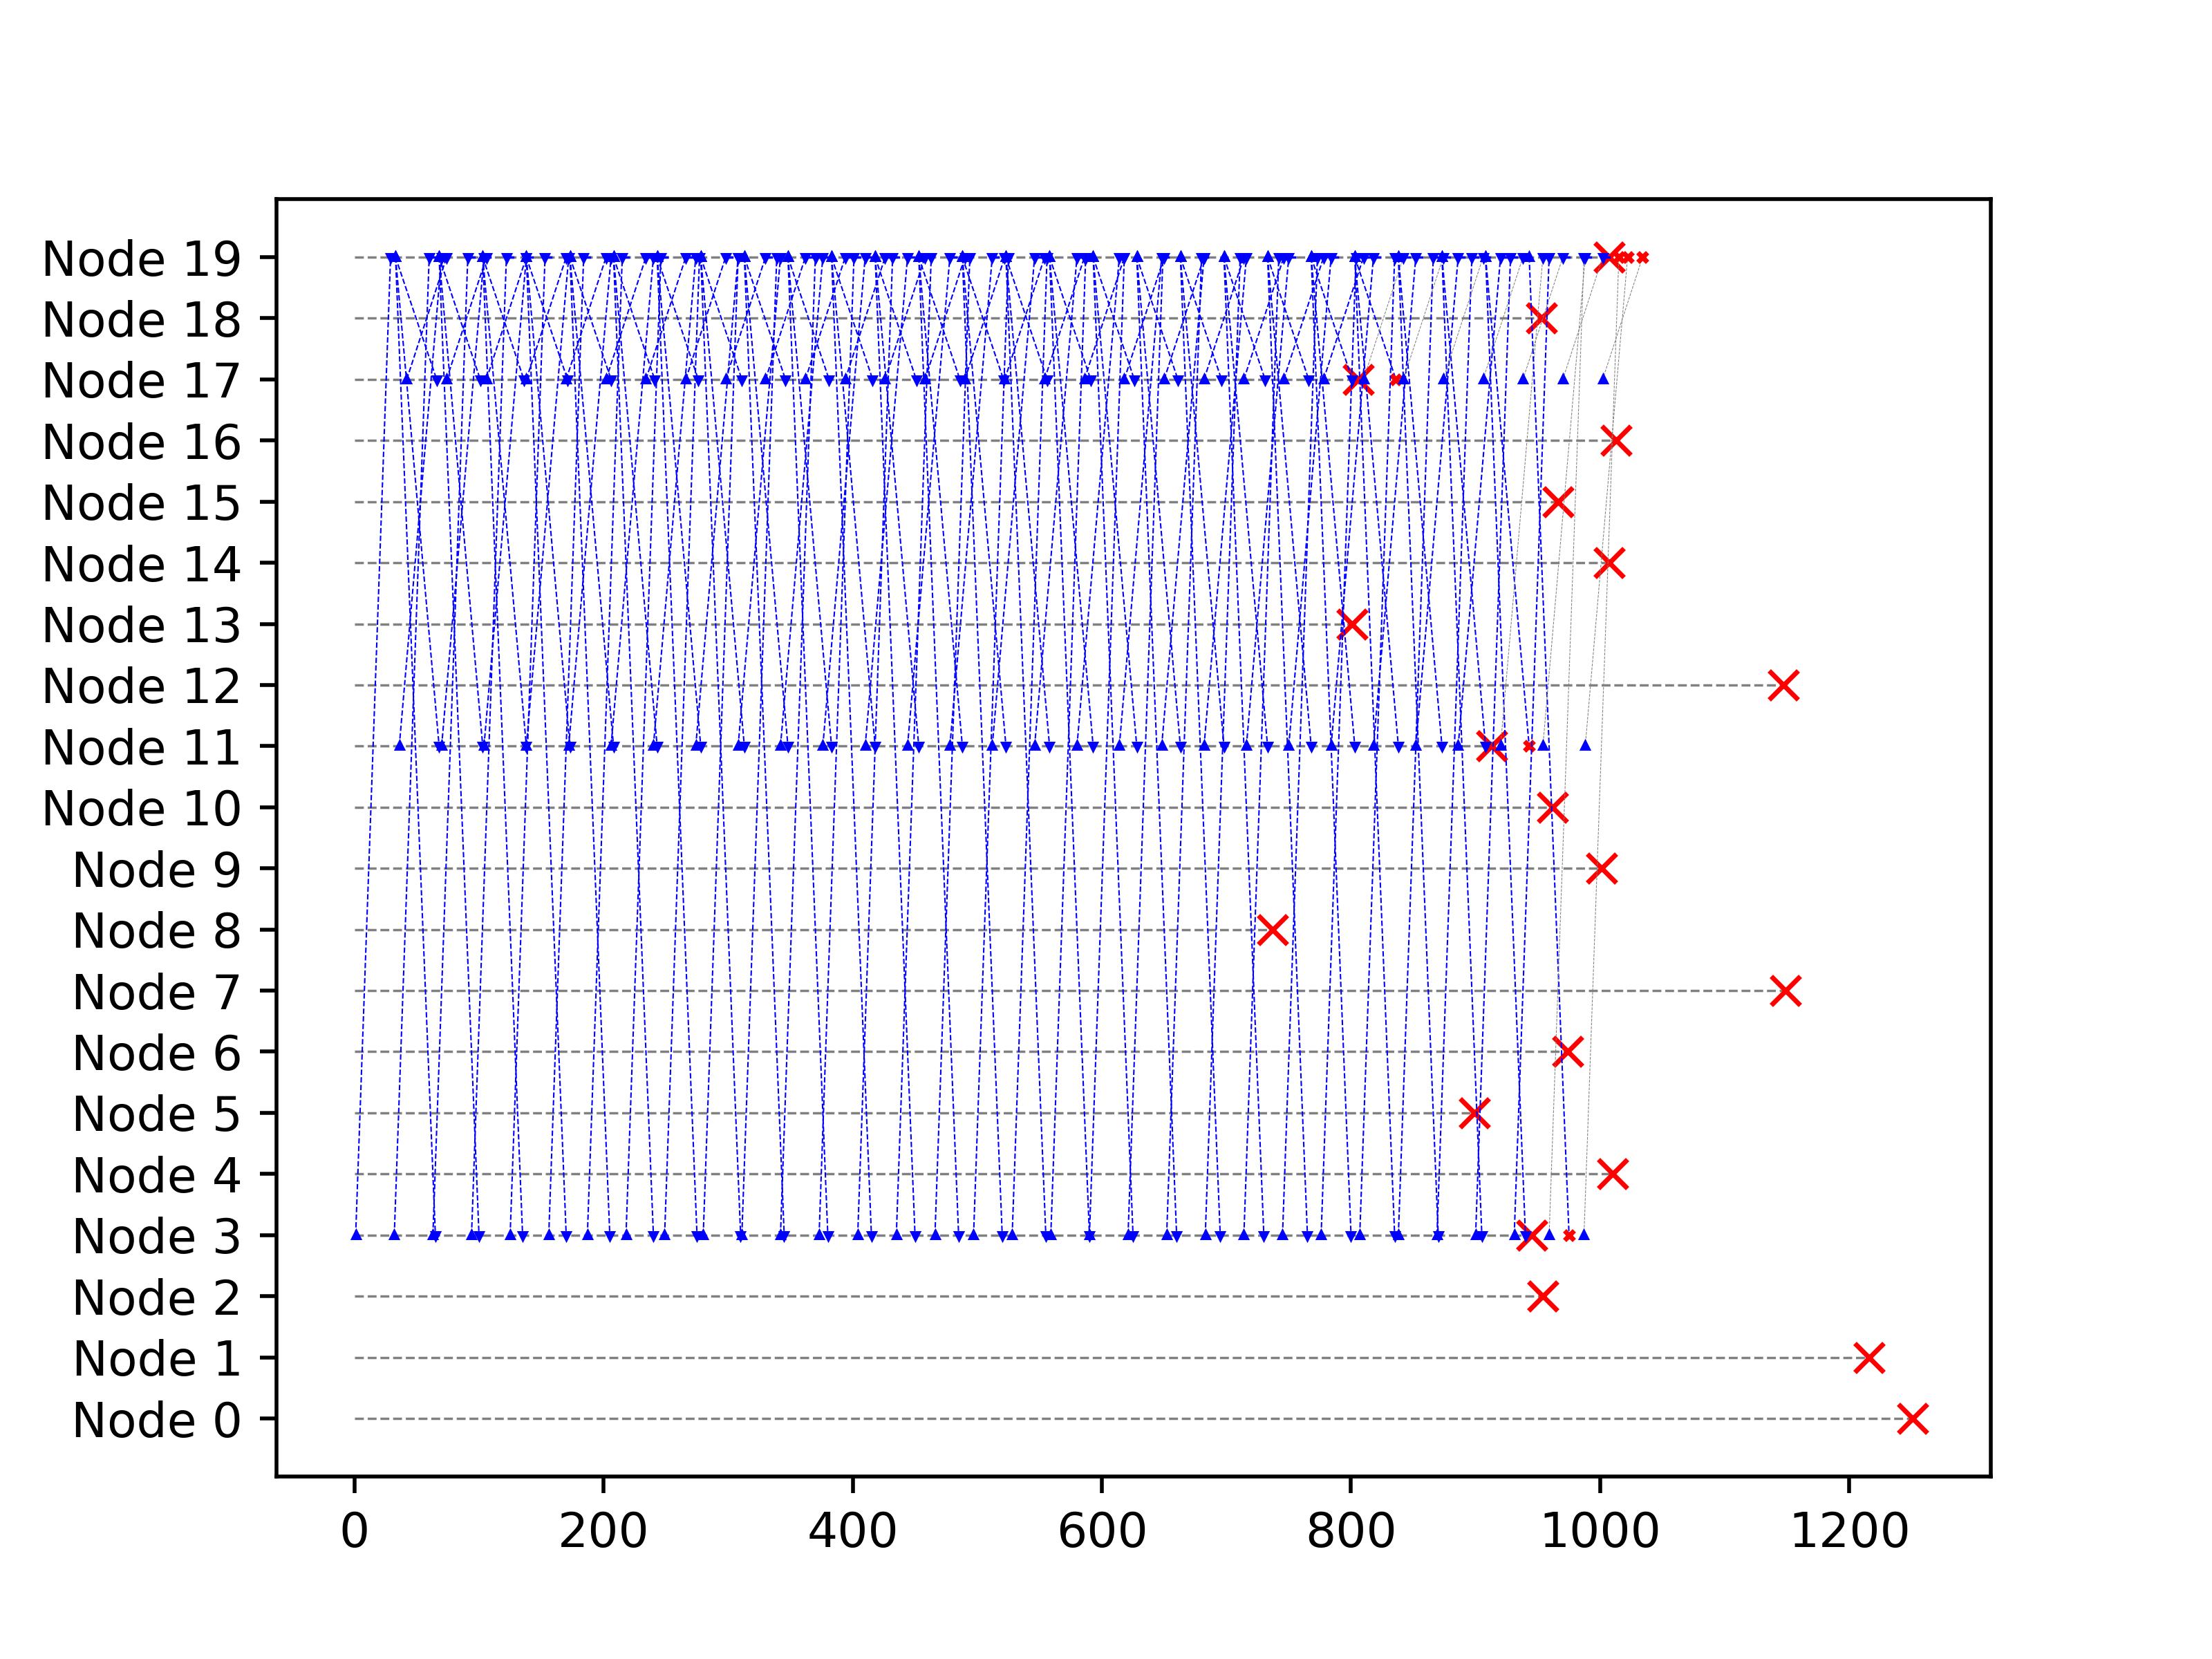 Node 19
Node 18
Node 17
Node 16
Node 15
Node 14
Node 13
Node 12
Node 11
Node 10
Node 9
Node 8
Node 7
Node 6
Node 5
Node 4
Node 3
Node 2
Node 1
Node 0
0 200 400 600 800 1000 1200